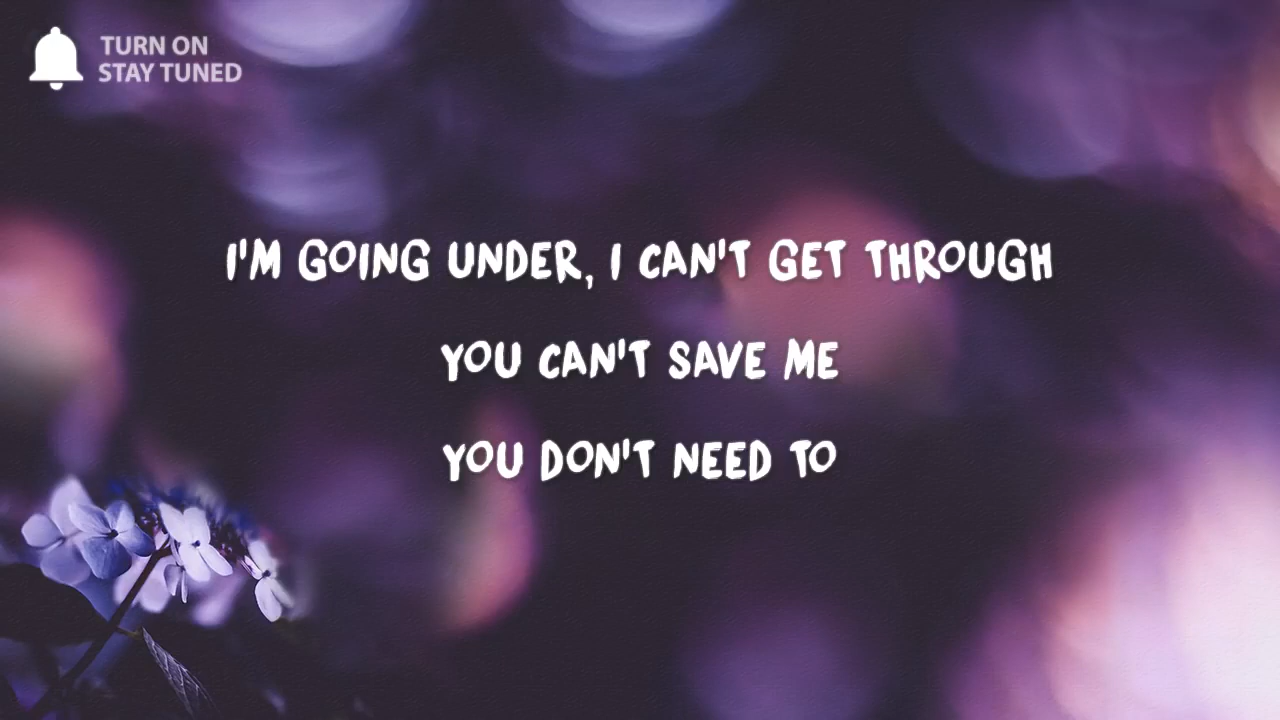 TURN ON
STAY TUNED
I'M GOING UNDER, I CAN'T GET THROUGH
YOU CAN'T SAVE ME
YOU DON'T NEED TO